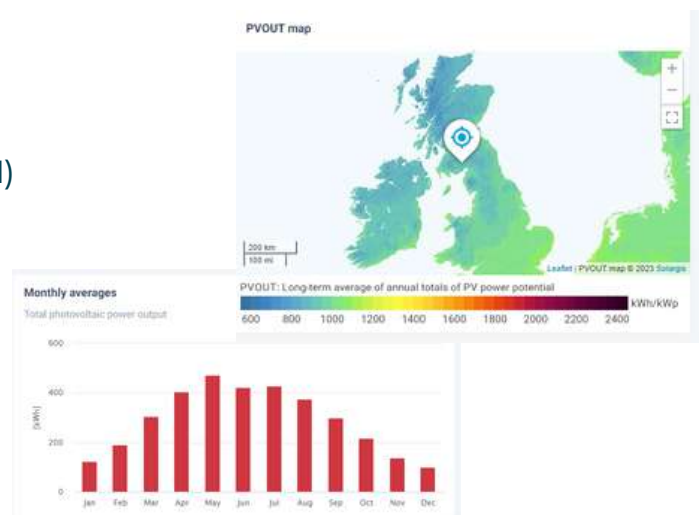 PVOUT map
+
−
200 km
100 mi
Leaflet | PVOUT map © 2023 Solargis
PVOUT: Long-term average of annual totals of PV power potential
kWh/kWp
600 800 1000 1200 1400 1600 1800 2000 2200 2400
Monthly averages
Total photovoltaic power output
[kWh]
600
400
200
0
Jan Feb Mar Apr May Jun Jul Aug Sep Oct Nov Dec